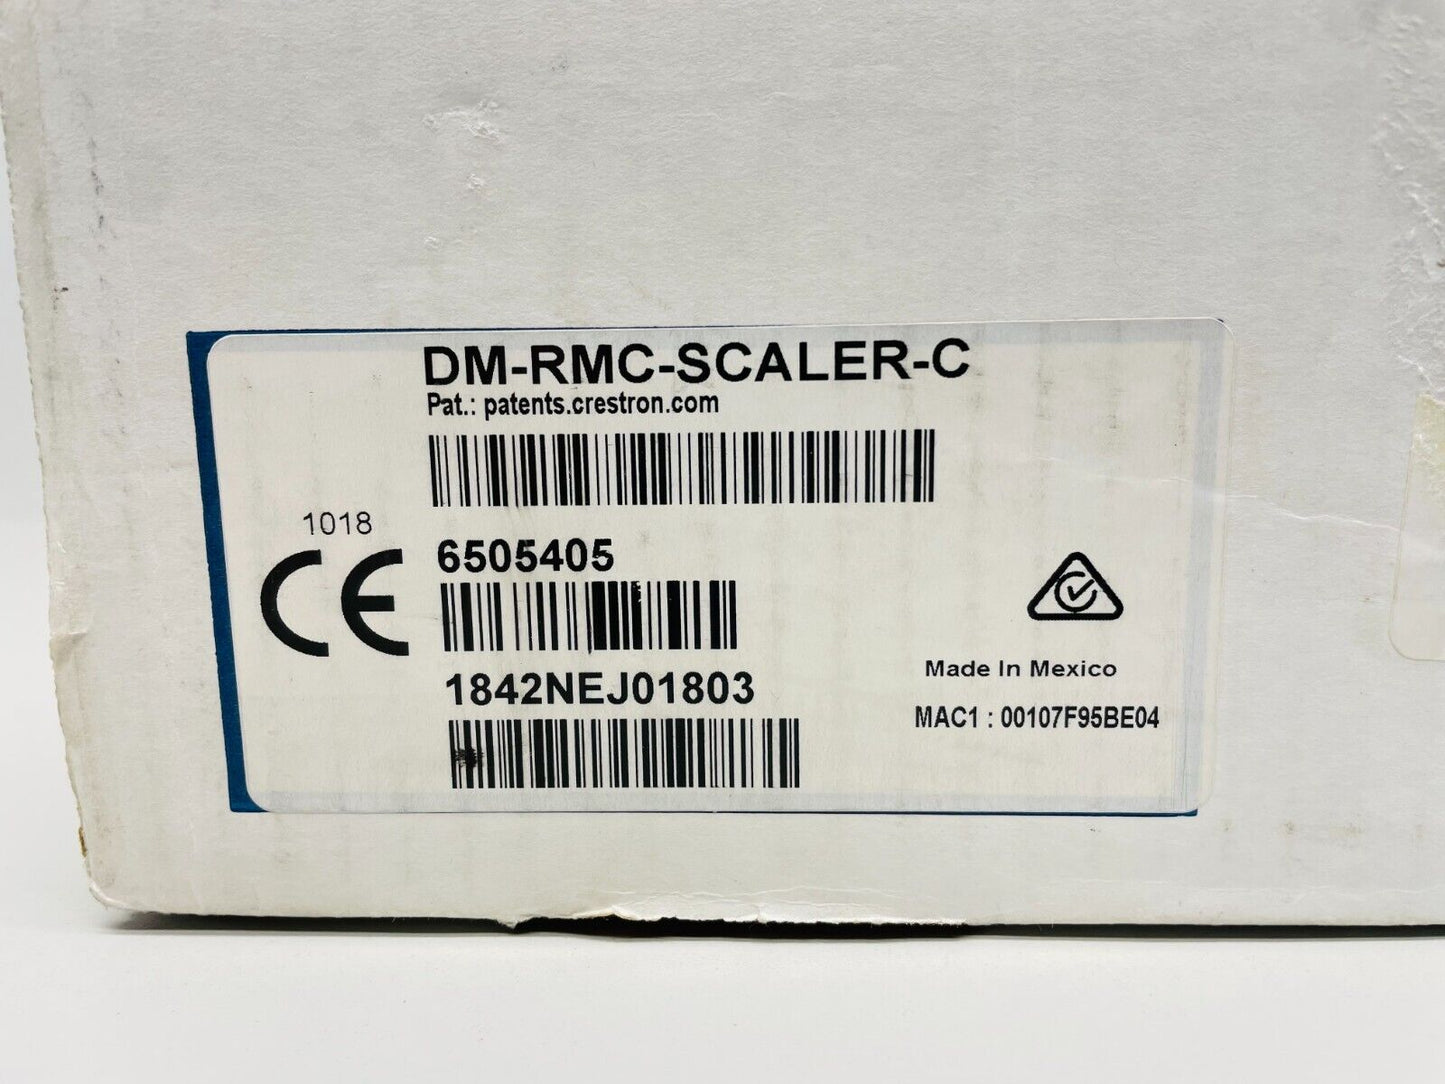 DM-RMC-SCALER-C
Pat.: patents.crestron.com
1018
CE
6505405
1842NEJ01803
Made In Mexico
MAC1 : 00107F95BE04